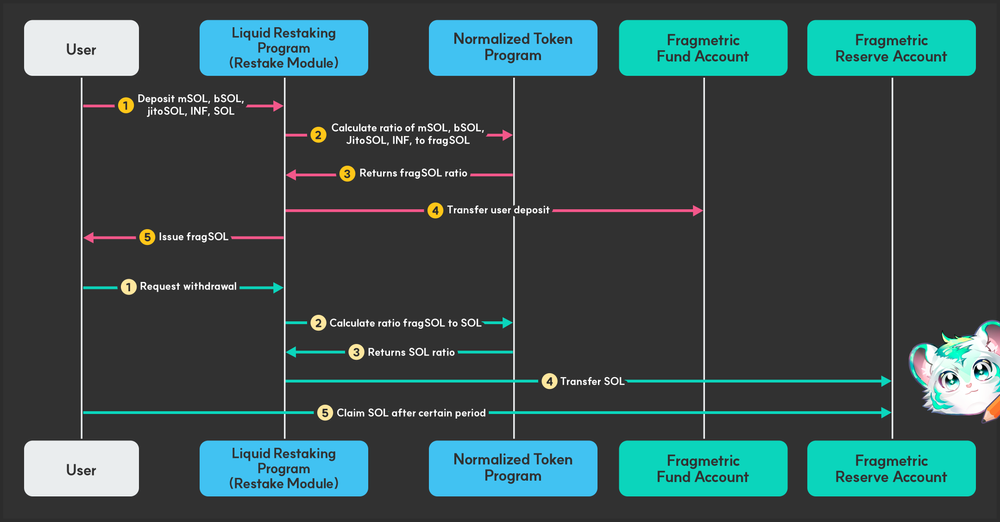 User
Liquid Restaking
Program
(Restake Module)
Normalized Token
Program
Fragmetric
Fund Account
Fragmetric
Reserve Account
1 Deposit mSOL, bSOL,
jitoSOL, INF, SOL
2 Calculate ratio of mSOL, bSOL,
JitoSOL, INF, to fragSOL
3 Returns fragSOL ratio
4 Transfer user deposit
5 Issue fragSOL
1 Request withdrawal
2 Calculate ratio fragSOL to SOL
3 Returns SOL ratio
4 Transfer SOL
5 Claim SOL after certain period
User
Liquid Restaking
Program
(Restake Module)
Normalized Token
Program
Fragmetric
Fund Account
Fragmetric
Reserve Account